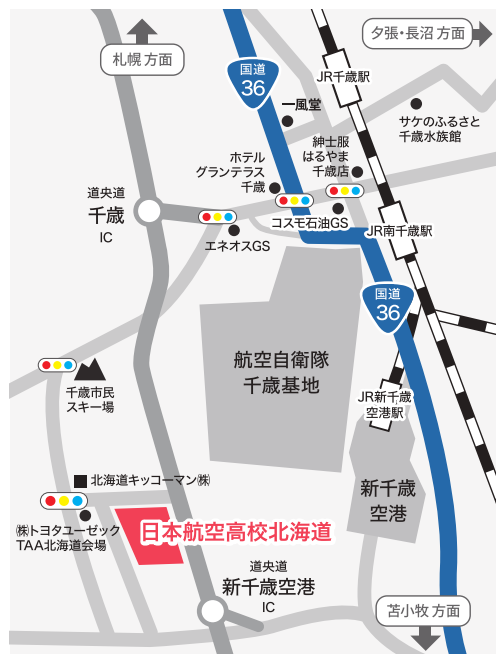 夕張・長沼 方面
札幌 方面
国道
36
JR千歳駅
一風堂
サケのふるさと
千歳水族館
紳士服
はるやま
千歳店
ホテル
グランテラス
千歳
道央道
千歳
IC
エネオスGS
コスモ石油GS
JR南千歳駅
国道
36
航空自衛隊
千歳基地
千歳市民
スキー場
JR新千歳
空港駅
北海道キッコーマン㈱
新千歳
空港
㈱トヨタユーゼック
TAA北海道会場
日本航空高校北海道
道央道
新千歳空港
IC
苫小牧 方面